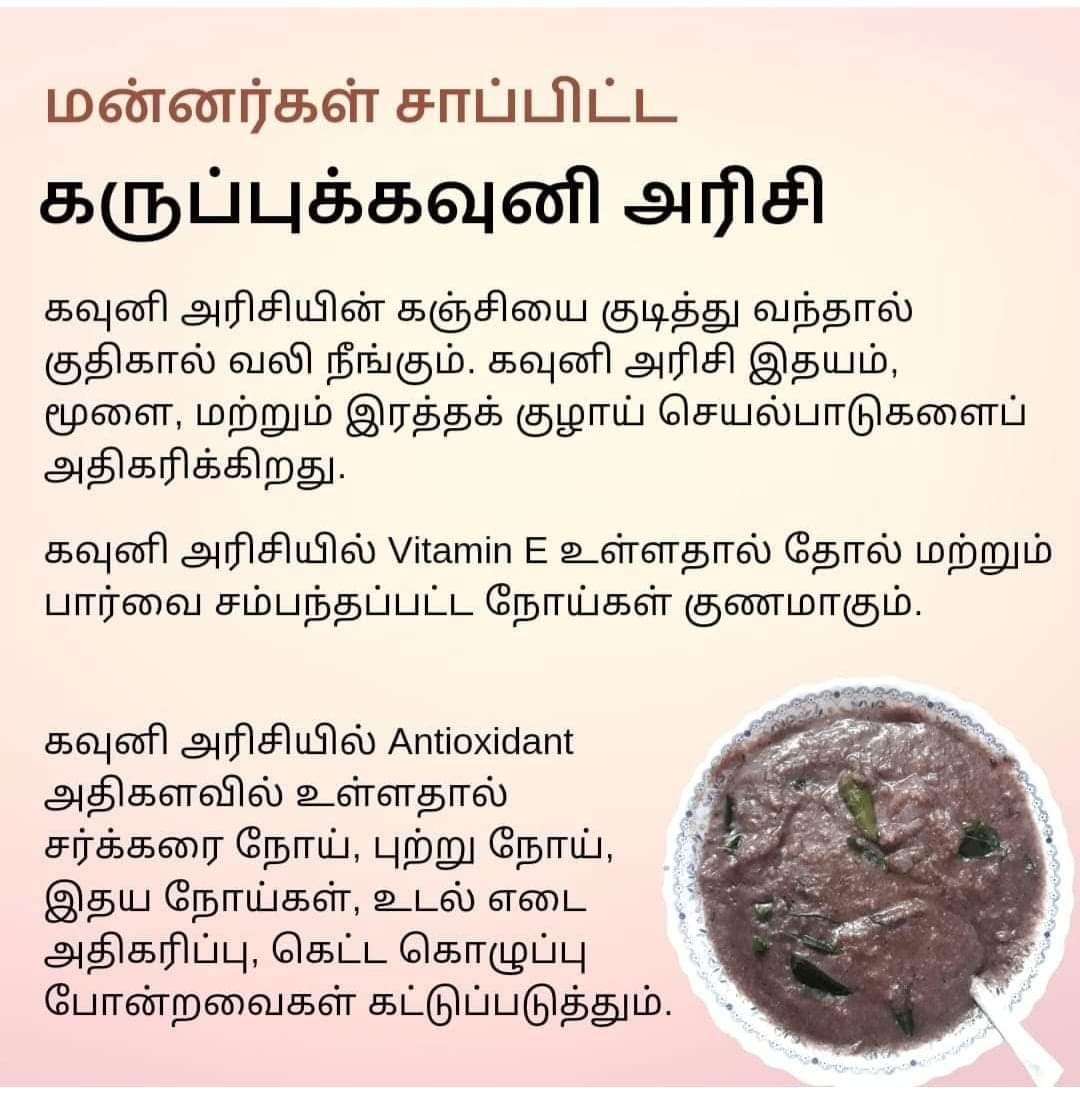 மன்னர்கள் சாப்பிட்ட
கருப்புக்கவுனி அரிசி
கவுனி அரிசியின் கஞ்சியை குடித்து வந்தால்
குதிகால் வலி நீங்கும். கவுனி அரிசி இதயம்,
மூளை, மற்றும் இரத்தக் குழாய் செயல்பாடுகளைப்
அதிகரிக்கிறது.
கவுனி அரிசியில் Vitamin E உள்ளதால் தோல் மற்றும்
பார்வை சம்பந்தப்பட்ட நோய்கள் குணமாகும்.
கவுனி அரிசியில் Antioxidant
அதிகளவில் உள்ளதால்
சர்க்கரை நோய், புற்று நோய்,
இதய நோய்கள், உடல் எடை
அதிகரிப்பு, கெட்ட கொழுப்பு
போன்றவைகள் கட்டுப்படுத்தும்.